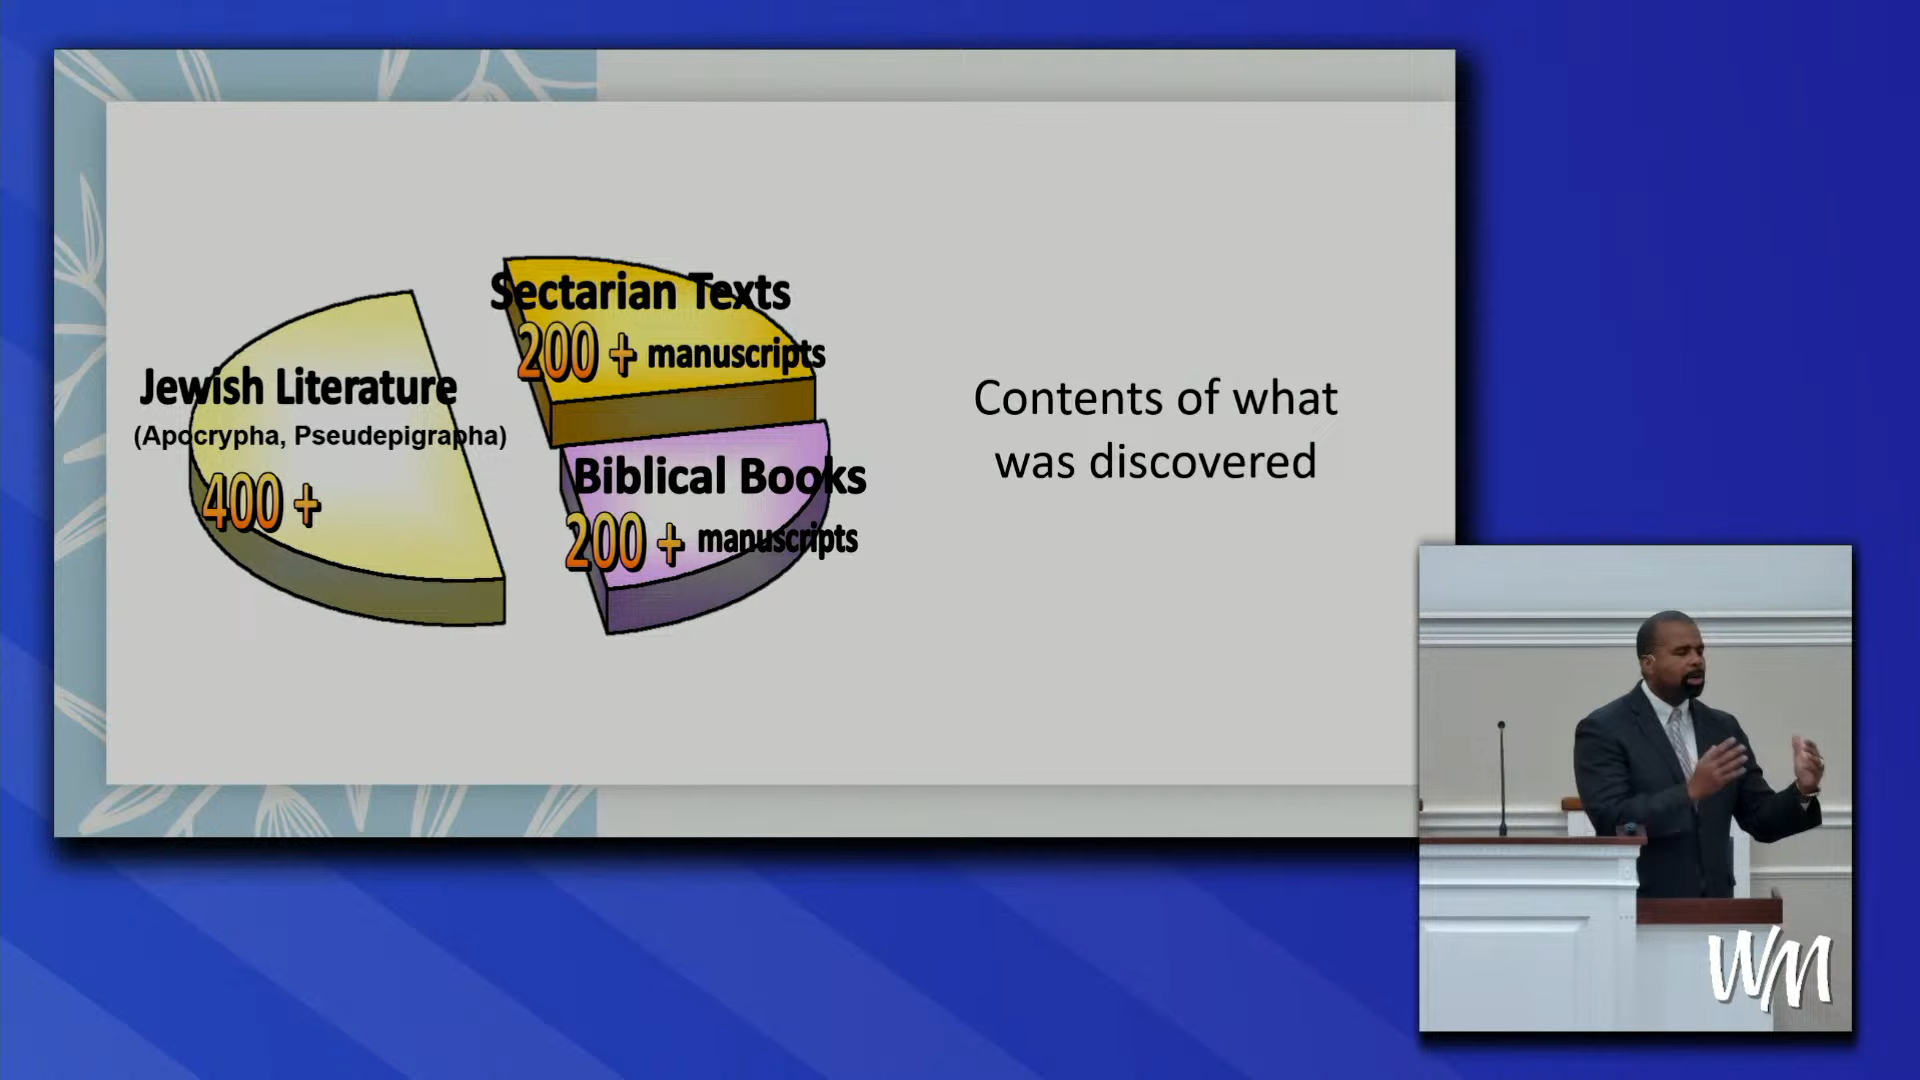 Sectarian Texts
200 + manuscripts
Jewish Literature
(Apocrypha, Pseudepigrapha)
400 +
Biblical Books
200 + manuscripts
Contents of what
was discovered
WM